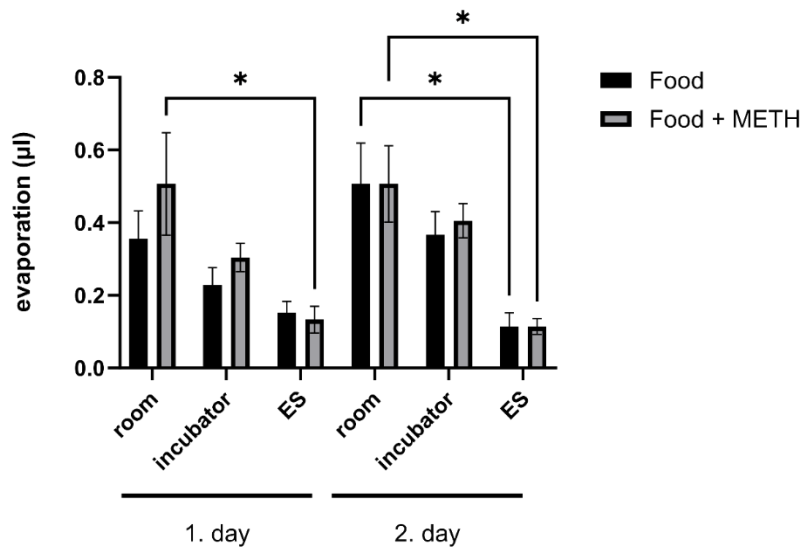 *
*
*
0.8
0.6
0.4
0.2
0.0
evaporation (µl)
Food
Food + METH
room
incubator
ES
room
incubator
ES
1. day
2. day